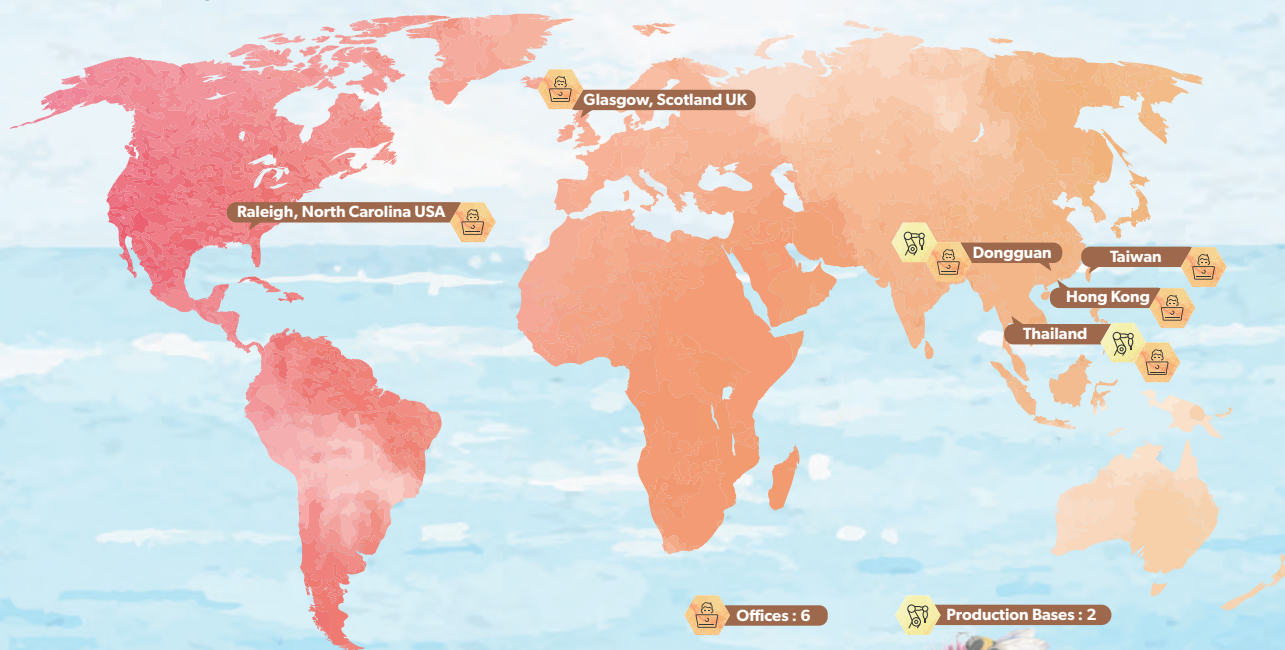 Glasgow, Scotland UK
Raleigh, North Carolina USA
Dongguan
Taiwan
Hong Kong
Thailand
Offices : 6
Production Bases : 2